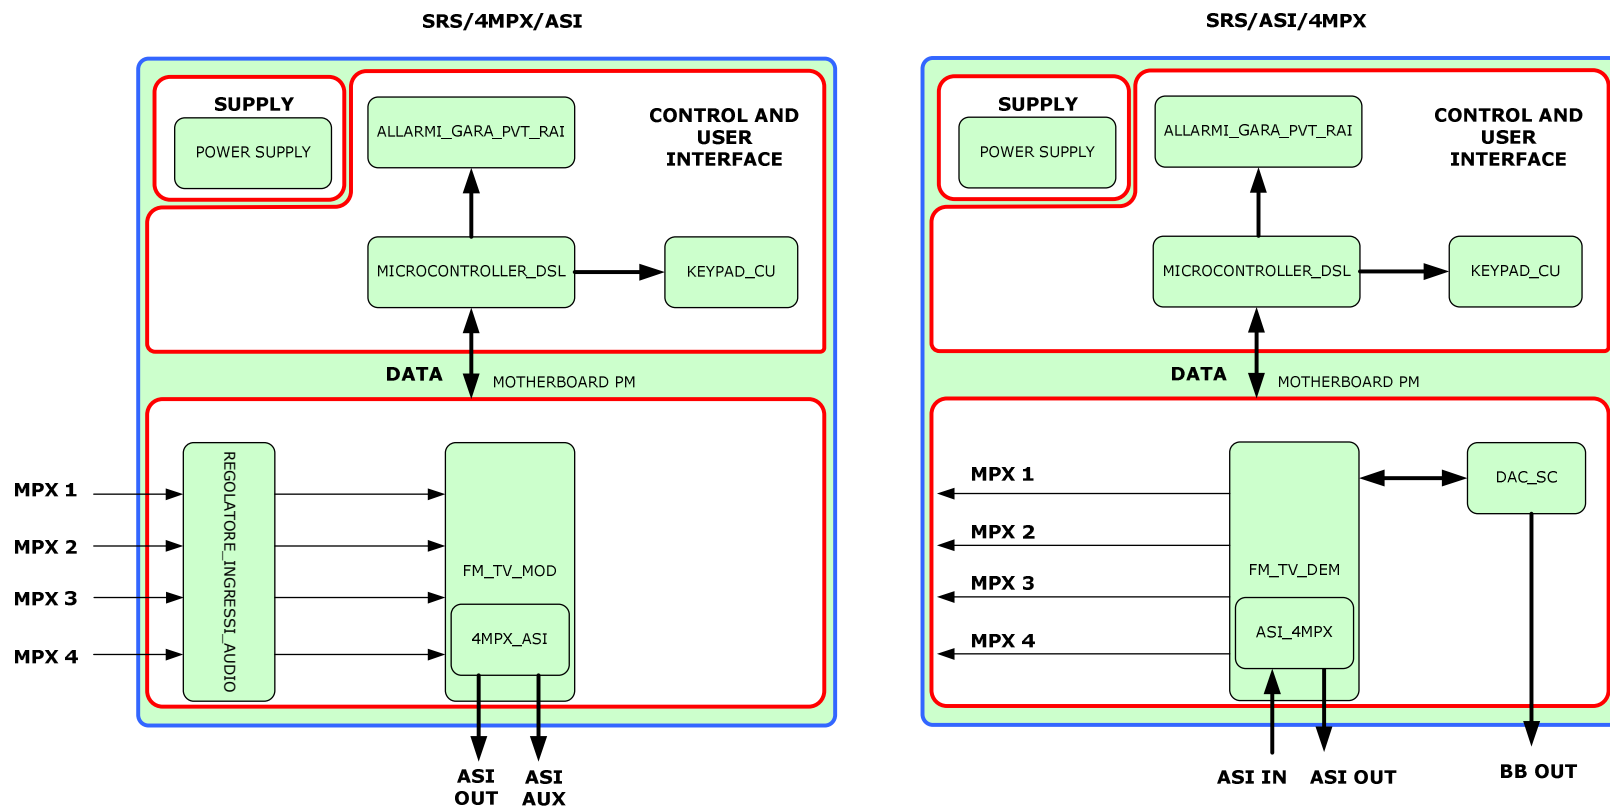 SRS/4MPX/ASI
SUPPLY
POWER SUPPLY
ALLARMI_GARA_PVT_RAI
CONTROL AND
USER
INTERFACE
MICROCONTROLLER_DSL
KEYPAD_CU
DATA
MOTHERBOARD PM
MPX 1
MPX 2
MPX 3
MPX 4
REGOLATORE_INGRESSI_AUDIO
FM_TV_MOD
4MPX_ASI
ASI
OUT
ASI
AUX
SRS/ASI/4MPX
SUPPLY
POWER SUPPLY
ALLARMI_GARA_PVT_RAI
CONTROL AND
USER
INTERFACE
MICROCONTROLLER_DSL
KEYPAD_CU
DATA
MOTHERBOARD PM
MPX 1
MPX 2
MPX 3
MPX 4
FM_TV_DEM
ASI_4MPX
DAC_SC
ASI IN
ASI OUT
BB OUT